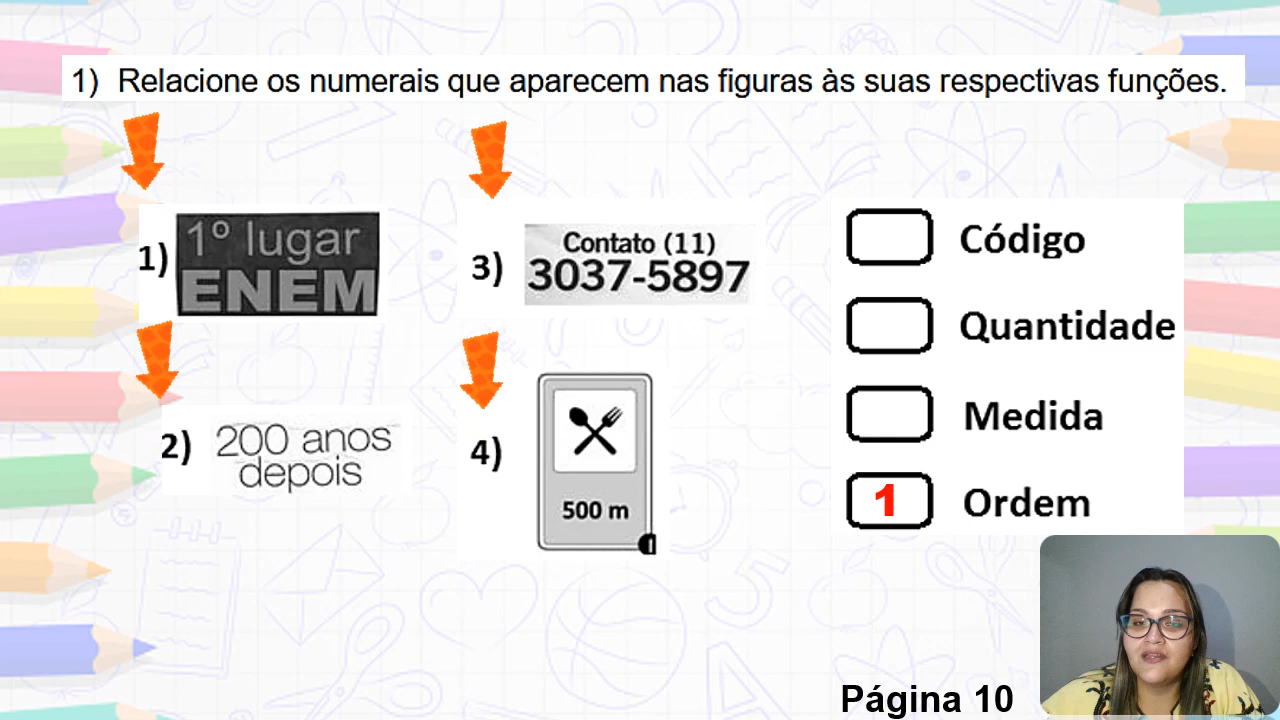 1) Relacione os numerais que aparecem nas figuras às suas respectivas funções.
1)
1º lugar
ENEM
2)
200 anos
depois
3)
Contato (11)
3037-5897
4)
500 m
Código
Quantidade
Medida
1 Ordem
Página 10